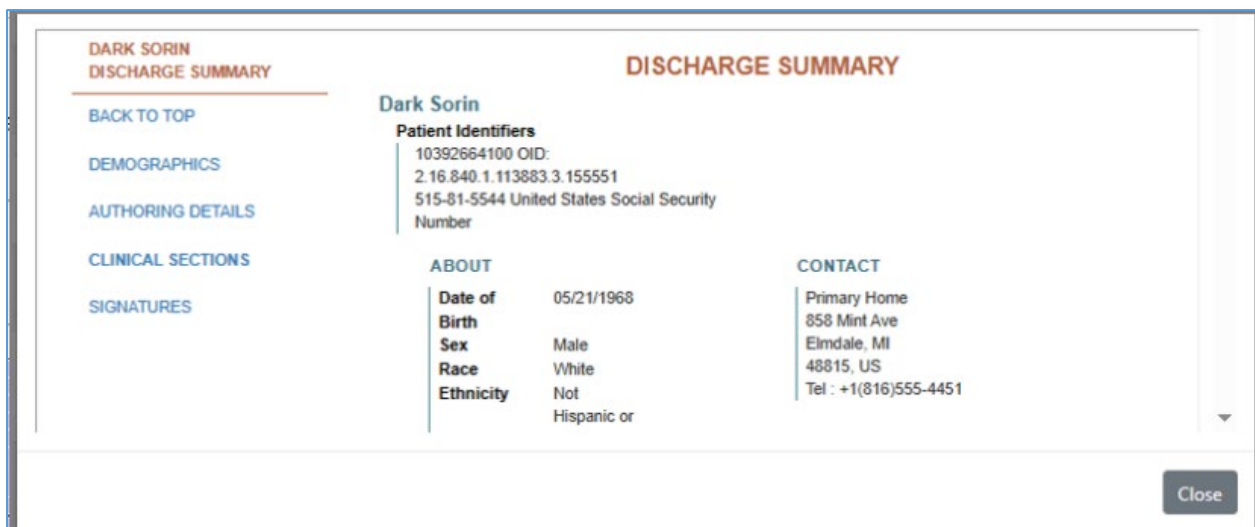 DARK SORIN
DISCHARGE SUMMARY
BACK TO TOP
DEMOGRAPHICS
AUTHORING DETAILS
CLINICAL SECTIONS
SIGNATURES
DISCHARGE SUMMARY
Dark Sorin
Patient Identifiers
10392664100 OID:
2.16.840.1.113883.3.155551
515-81-5544 United States Social Security
Number
ABOUT
Date of Birth 05/21/1968
Sex Male
Race White
Ethnicity Not
Hispanic or
CONTACT
Primary Home
858 Mint Ave
Elmdale, MI
48815, US
Tel : +1(816)555-4451
Close